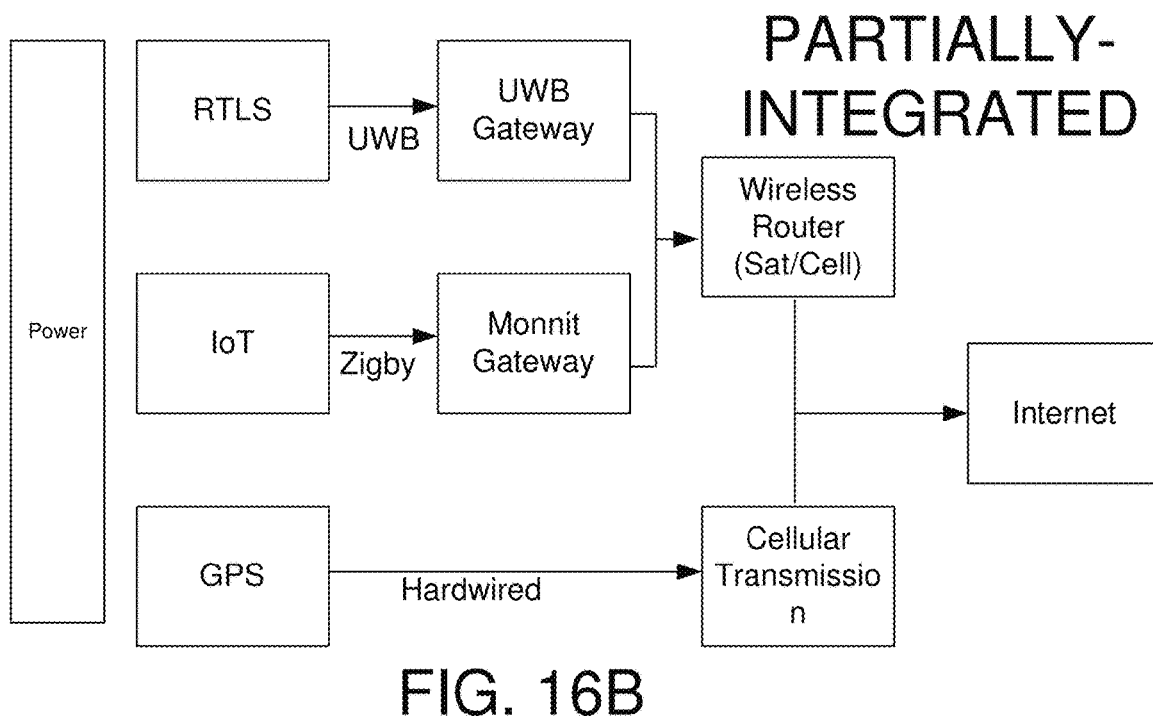 PARTIALLY-
INTEGRATED
Power
RTLS
UWB
UWB
Gateway
Wireless
Router
(Sat/Cell)
IoT
Zigby
Monnit
Gateway
Internet
GPS
Hardwired
Cellular
Transmissio
n
FIG. 16B